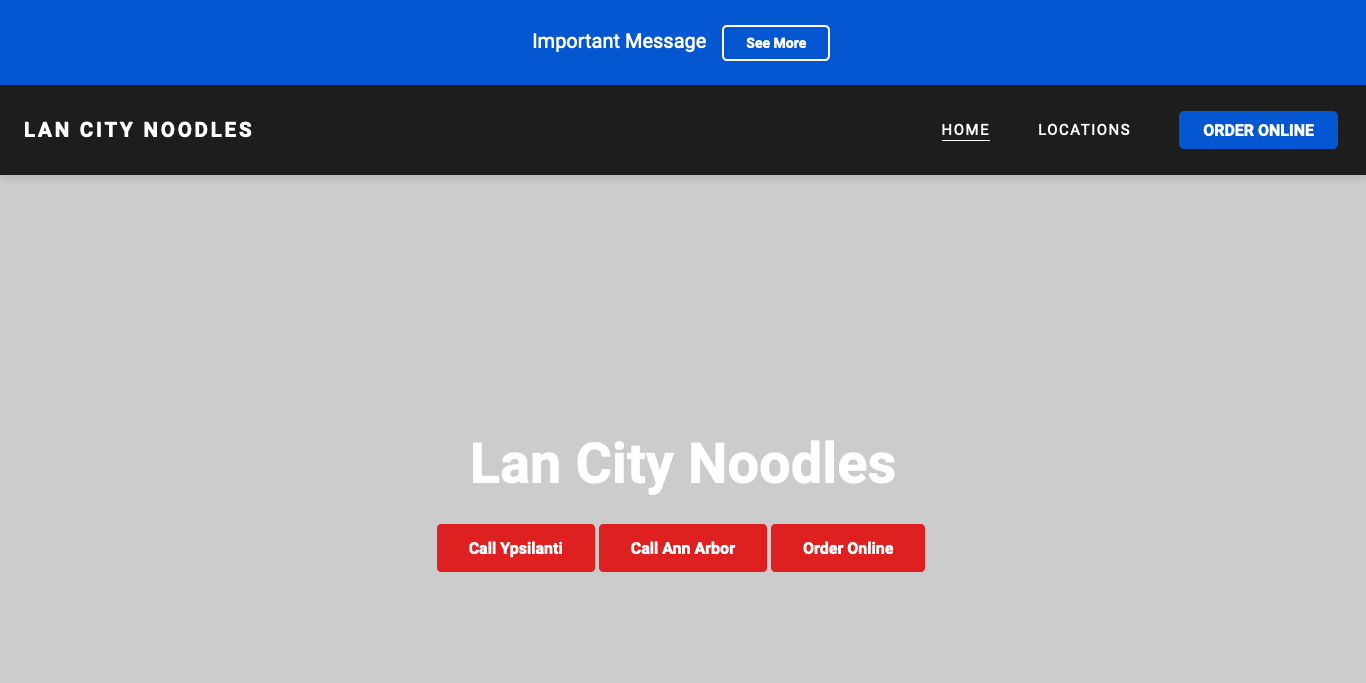 Important Message See More
LAN CITY NOODLES HOME LOCATIONS ORDER ONLINE
Lan City Noodles
Call Ypsilanti Call Ann Arbor Order Online